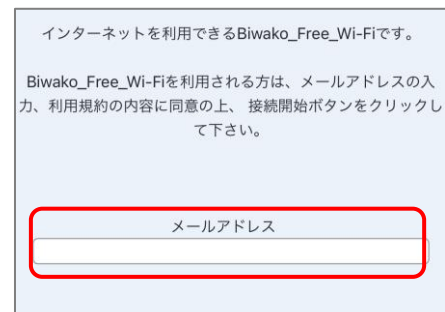 インターネットを利用できるBiwako_Free_Wi-Fiです。
Biwako_Free_Wi-Fiを利用される方は、メールアドレスの入
力、利用規約の内容に同意の上、 接続開始ボタンをクリックし
て下さい。
メールアドレス